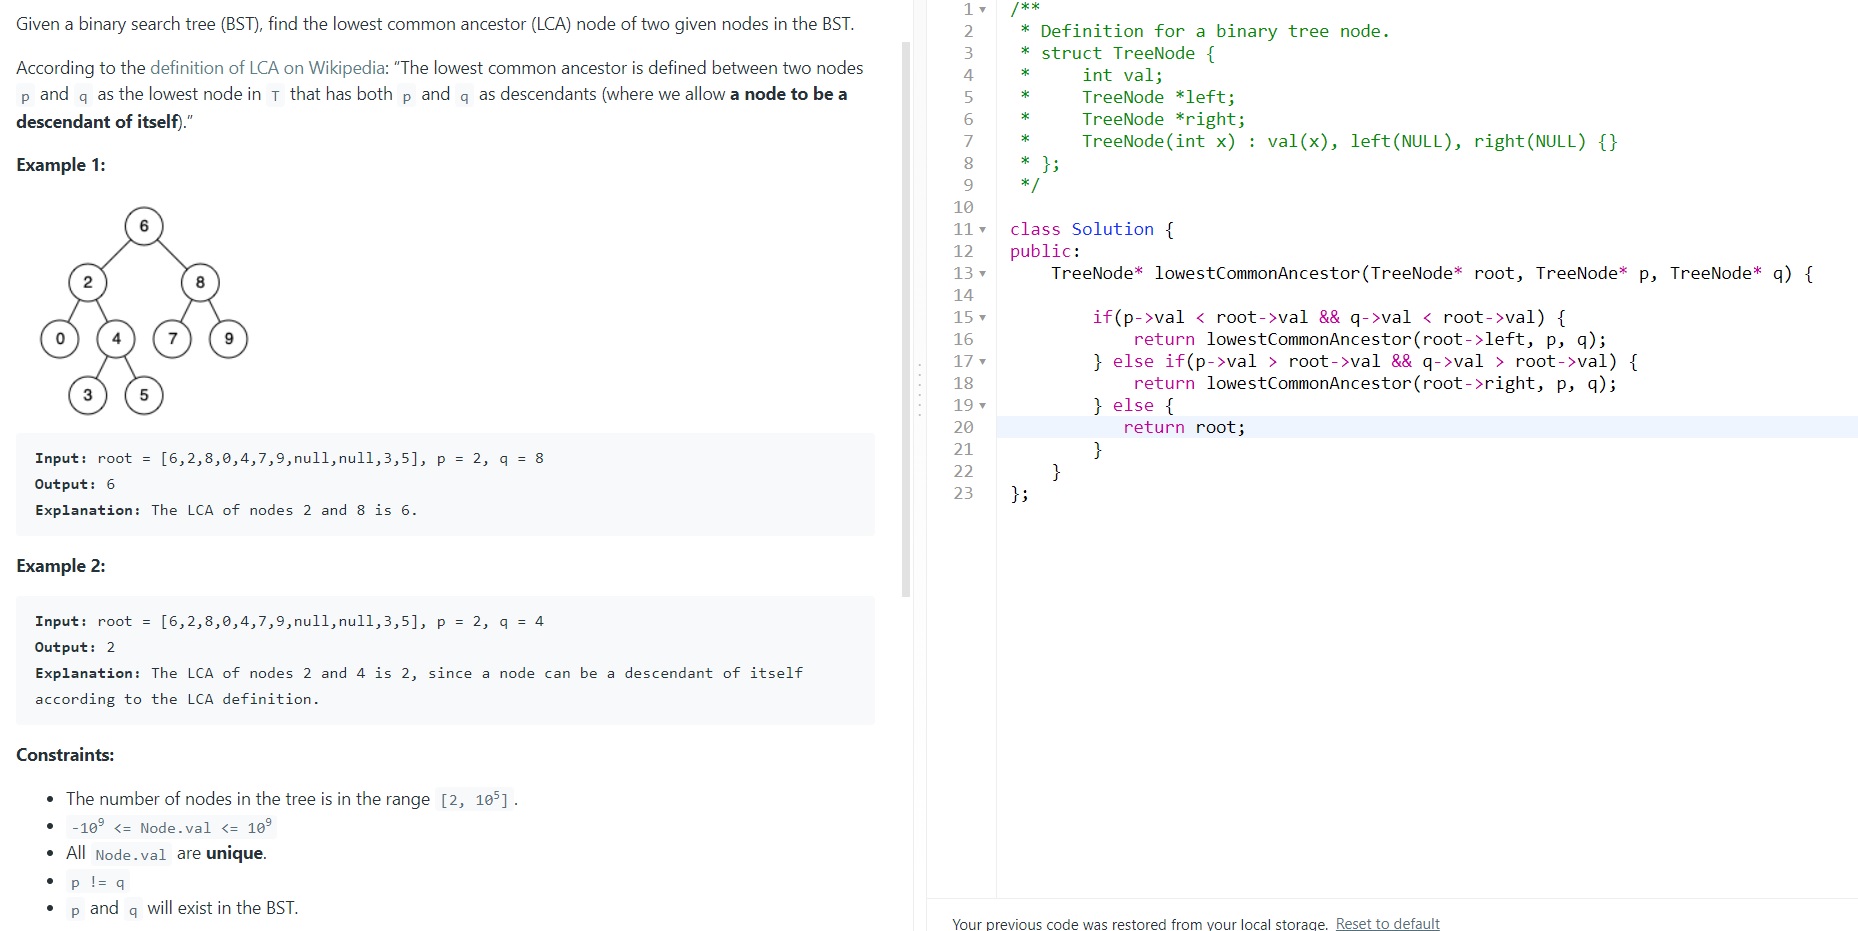 Given a binary search tree (BST), find the lowest common ancestor (LCA) node of two given nodes in the BST.
According to the definition of LCA on Wikipedia: “The lowest common ancestor is defined between two nodes
p and q as the lowest node in T that has both p and q as descendants (where we allow a node to be a
descendant of itself).”
Example 1:
6
2 8
0 4 7 9
3 5
Input: root = [6,2,8,0,4,7,9,null,null,3,5], p = 2, q = 8
Output: 6
Explanation: The LCA of nodes 2 and 8 is 6.
Example 2:
Input: root = [6,2,8,0,4,7,9,null,null,3,5], p = 2, q = 4
Output: 2
Explanation: The LCA of nodes 2 and 4 is 2, since a node can be a descendant of itself
according to the LCA definition.
Constraints:
• The number of nodes in the tree is in the range [2, 10⁵].
• -10⁹ <= Node.val <= 10⁹
• All Node.val are unique.
• p != q
• p and q will exist in the BST.
1 /**
2  * Definition for a binary tree node.
3  * struct TreeNode {
4  *     int val;
5  *     TreeNode *left;
6  *     TreeNode *right;
7  *     TreeNode(int x) : val(x), left(NULL), right(NULL) {}
8  * };
9  */
10
11 class Solution {
12 public:
13     TreeNode* lowestCommonAncestor(TreeNode* root, TreeNode* p, TreeNode* q) {
14
15         if(p->val < root->val && q->val < root->val) {
16             return lowestCommonAncestor(root->left, p, q);
17         } else if(p->val > root->val && q->val > root->val) {
18             return lowestCommonAncestor(root->right, p, q);
19         } else {
20            return root;
21         }
22     }
23 };
Your previous code was restored from your local storage. Reset to default